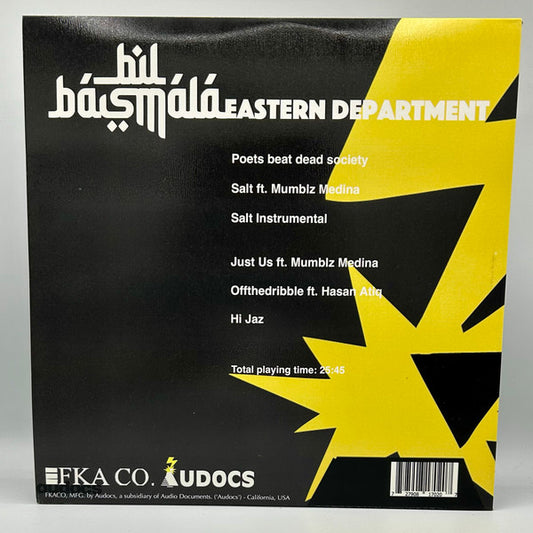 bil
básmálá EASTERN DEPARTMENT
Poets beat dead society
Salt ft. Mumblz Medina
Salt Instrumental
Just Us ft. Mumblz Medina
Offthedribble ft. Hasan Atiq
Hi Jaz
Total playing time: 25:45
FKA CO. AUDOCS
FKACO, MFG. by Audocs, a subsidiary of Audio Documents. ('Audocs') - California, USA
audocs